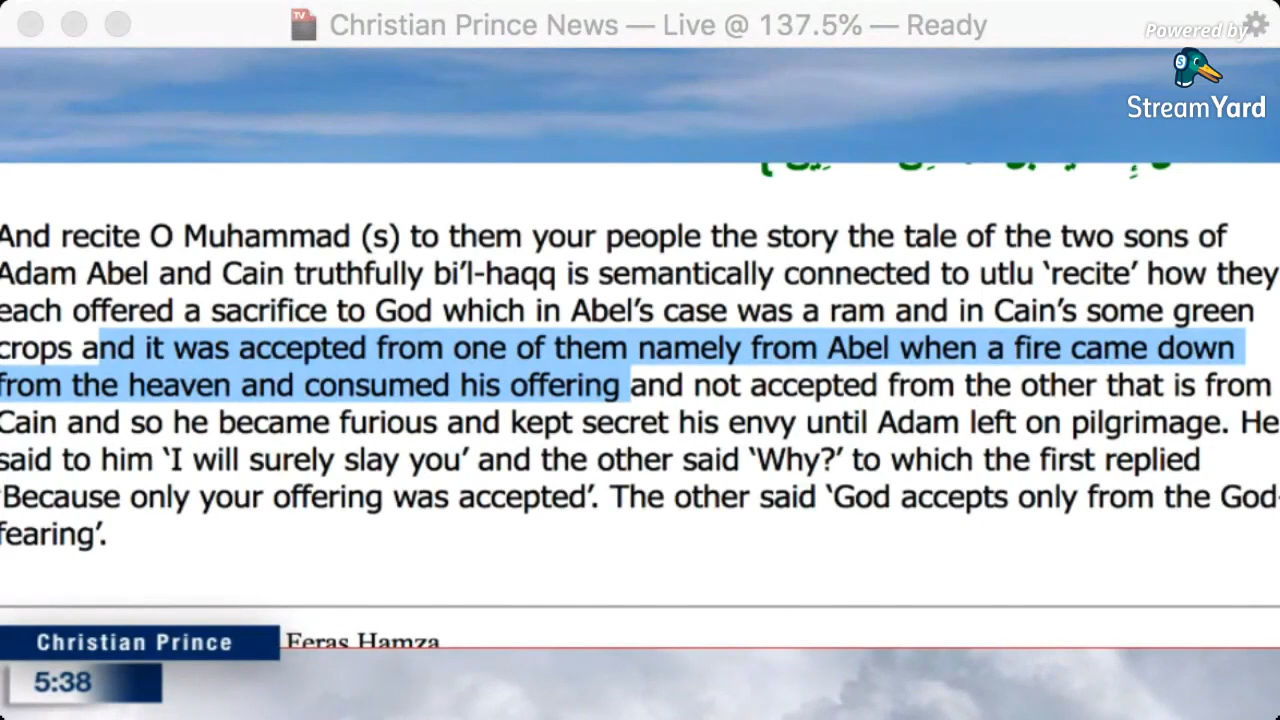 Christian Prince News — Live @ 137.5% — Ready
Powered by
StreamYard
And recite O Muhammad (s) to them your people the story the tale of the two sons of
Adam Abel and Cain truthfully bi’l-haqq is semantically connected to utlu ‘recite’ how they
each offered a sacrifice to God which in Abel’s case was a ram and in Cain’s some green
crops and it was accepted from one of them namely from Abel when a fire came down
from the heaven and consumed his offering and not accepted from the other that is from
Cain and so he became furious and kept secret his envy until Adam left on pilgrimage. He
said to him ‘I will surely slay you’ and the other said ‘Why?’ to which the first replied
‘Because only your offering was accepted’. The other said ‘God accepts only from the God-
fearing’.
Feras Hamza
Christian Prince
5:38